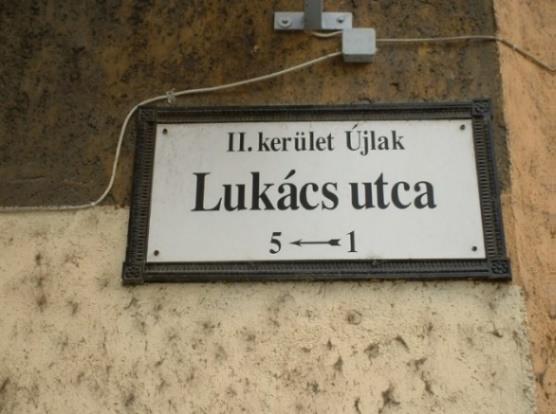 II. kerület Újlak
Lukács utca
5 ← 1